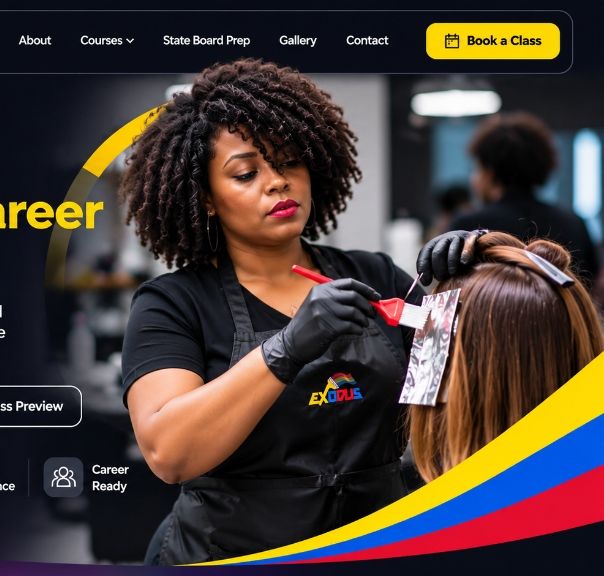 About
Courses
State Board Prep
Gallery
Contact
Book a Class
areer
e
ss Preview
nce
Career
Ready
EXODUS